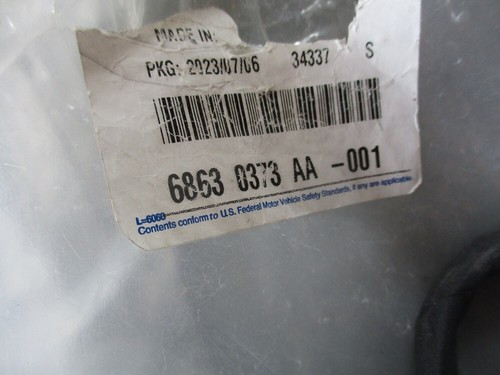 MADE IN:
PKG: 2023/07/06 34337 S
6863 0373 AA -001
L=6060
Contents conform to U.S. Federal Motor Vehicle Safety Standards, if any are applicable.